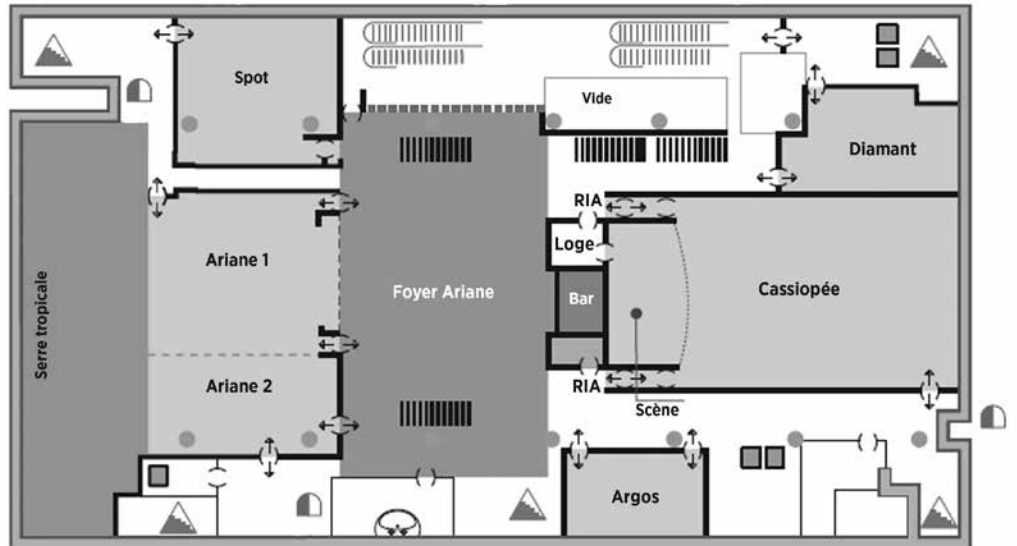 Spot
Vide
Diamant
RIA
Loge
Ariane 1
Foyer Ariane
Bar
Cassiopée
Serre tropicale
Ariane 2
RIA
Scène
Argos